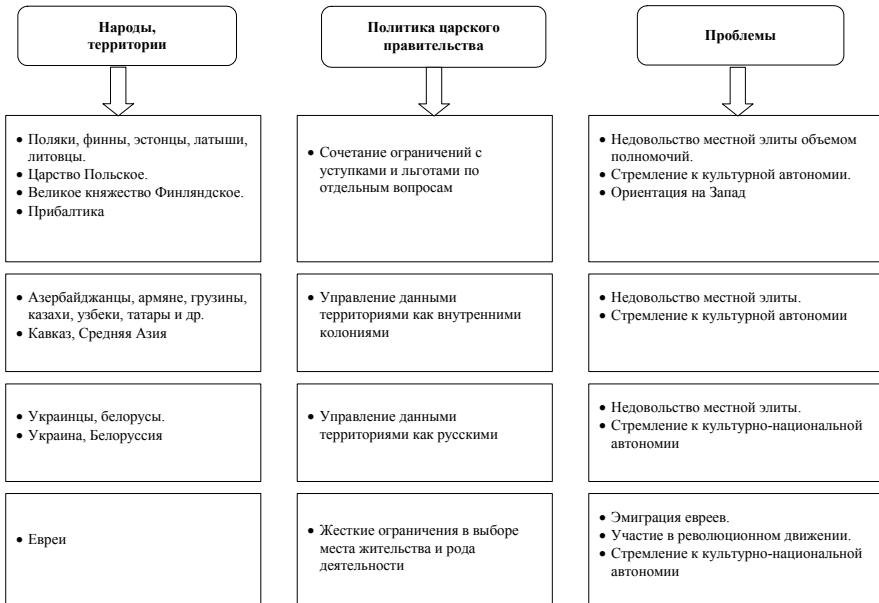 Народы,
территории
Политика царского
правительства
Проблемы
• Поляки, финны, эстонцы, латыши,
литовцы.
• Царство Польское.
• Великое княжество Финляндское.
• Прибалтика
• Сочетание ограничений с
уступками и льготами по
отдельным вопросам
• Недовольство местной элиты объемом
полномочий.
• Стремление к культурной автономии.
• Ориентация на Запад
• Азербайджанцы, армяне, грузины,
казахи, узбеки, татары и др.
• Кавказ, Средняя Азия
• Управление данными
территориями как внутренними
колониями
• Недовольство местной элиты.
• Стремление к культурной автономии
• Украинцы, белорусы.
• Украина, Белоруссия
• Управление данными
территориями как русскими
• Недовольство местной элиты.
• Стремление к культурно-национальной
автономии
• Евреи
• Жесткие ограничения в выборе
места жительства и рода
деятельности
• Эмиграция евреев.
• Участие в революционном движении.
• Стремление к культурно-национальной
автономии